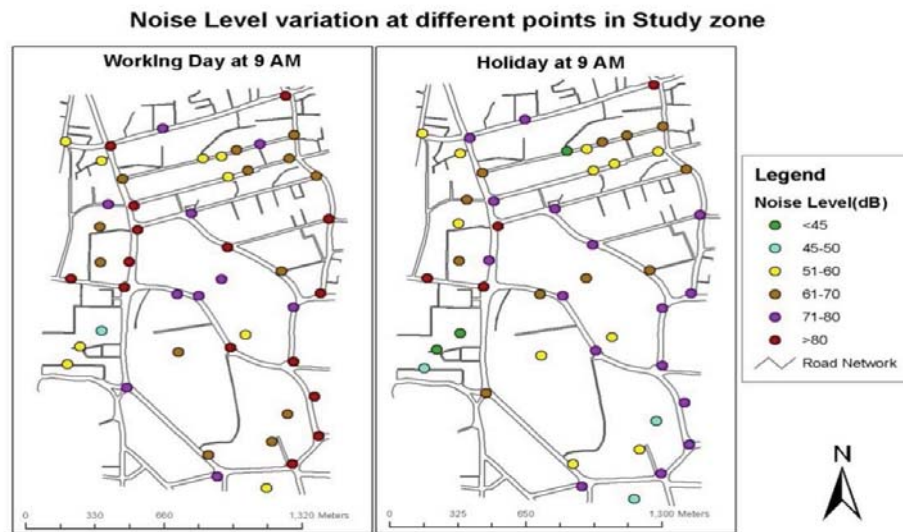 Noise Level variation at different points in Study zone
Working Day at 9 AM
Holiday at 9 AM
Legend
Noise Level(dB)
<45
45-50
51-60
61-70
71-80
>80
Road Network
N
0 330 660 1,320 Meters
0 325 650 1,300 Meters